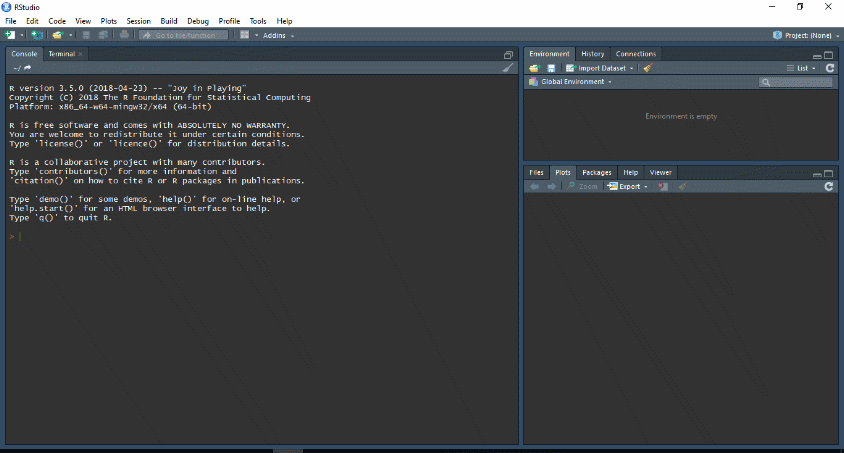 RStudio
File Edit Code View Plots Session Build Debug Profile Tools Help
Go to file/function
Addins
Project: (None)
Console Terminal
~/
R version 3.5.0 (2018-04-23) -- "Joy in Playing"
Copyright (C) 2018 The R Foundation for Statistical Computing
Platform: x86_64-w64-mingw32/x64 (64-bit)
R is free software and comes with ABSOLUTELY NO WARRANTY.
You are welcome to redistribute it under certain conditions.
Type 'license()' or 'licence()' for distribution details.
R is a collaborative project with many contributors.
Type 'contributors()' for more information and
'citation()' on how to cite R or R packages in publications.
Type 'demo()' for some demos, 'help()' for on-line help, or
'help.start()' for an HTML browser interface to help.
Type 'q()' to quit R.
>
Environment History Connections
Import Dataset
List
Global Environment
Environment is empty
Files Plots Packages Help Viewer
Zoom Export